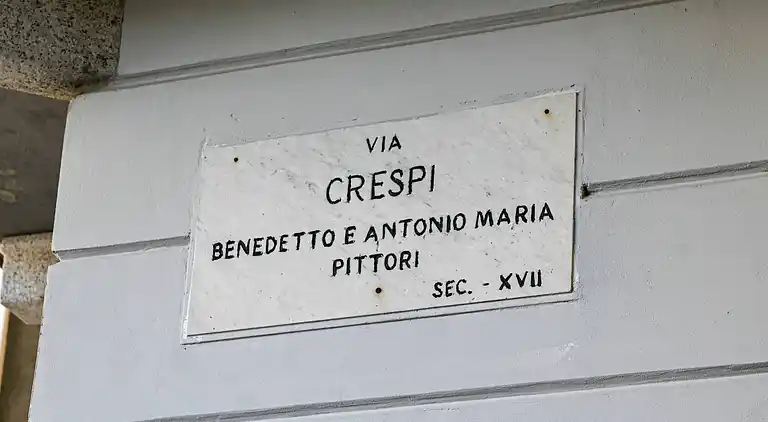 VIA
CRESPI
BENEDETTO E ANTONIO MARIA
PITTORI
SEC. - XVII